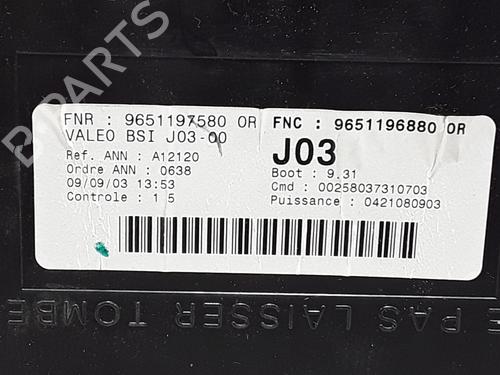 B PARTS
FNR : 9651197580 OR
VALEO BSI J03-00
Ref. ANN : A12120
Ordre ANN : 0638
09/09/03 13:53
Controle : 1 5
FNC : 9651196880 OR
J03
Boot : 9.31
Cmd : 00258037310703
Puissance : 0421080903
E PAS LAISSER TOMBE